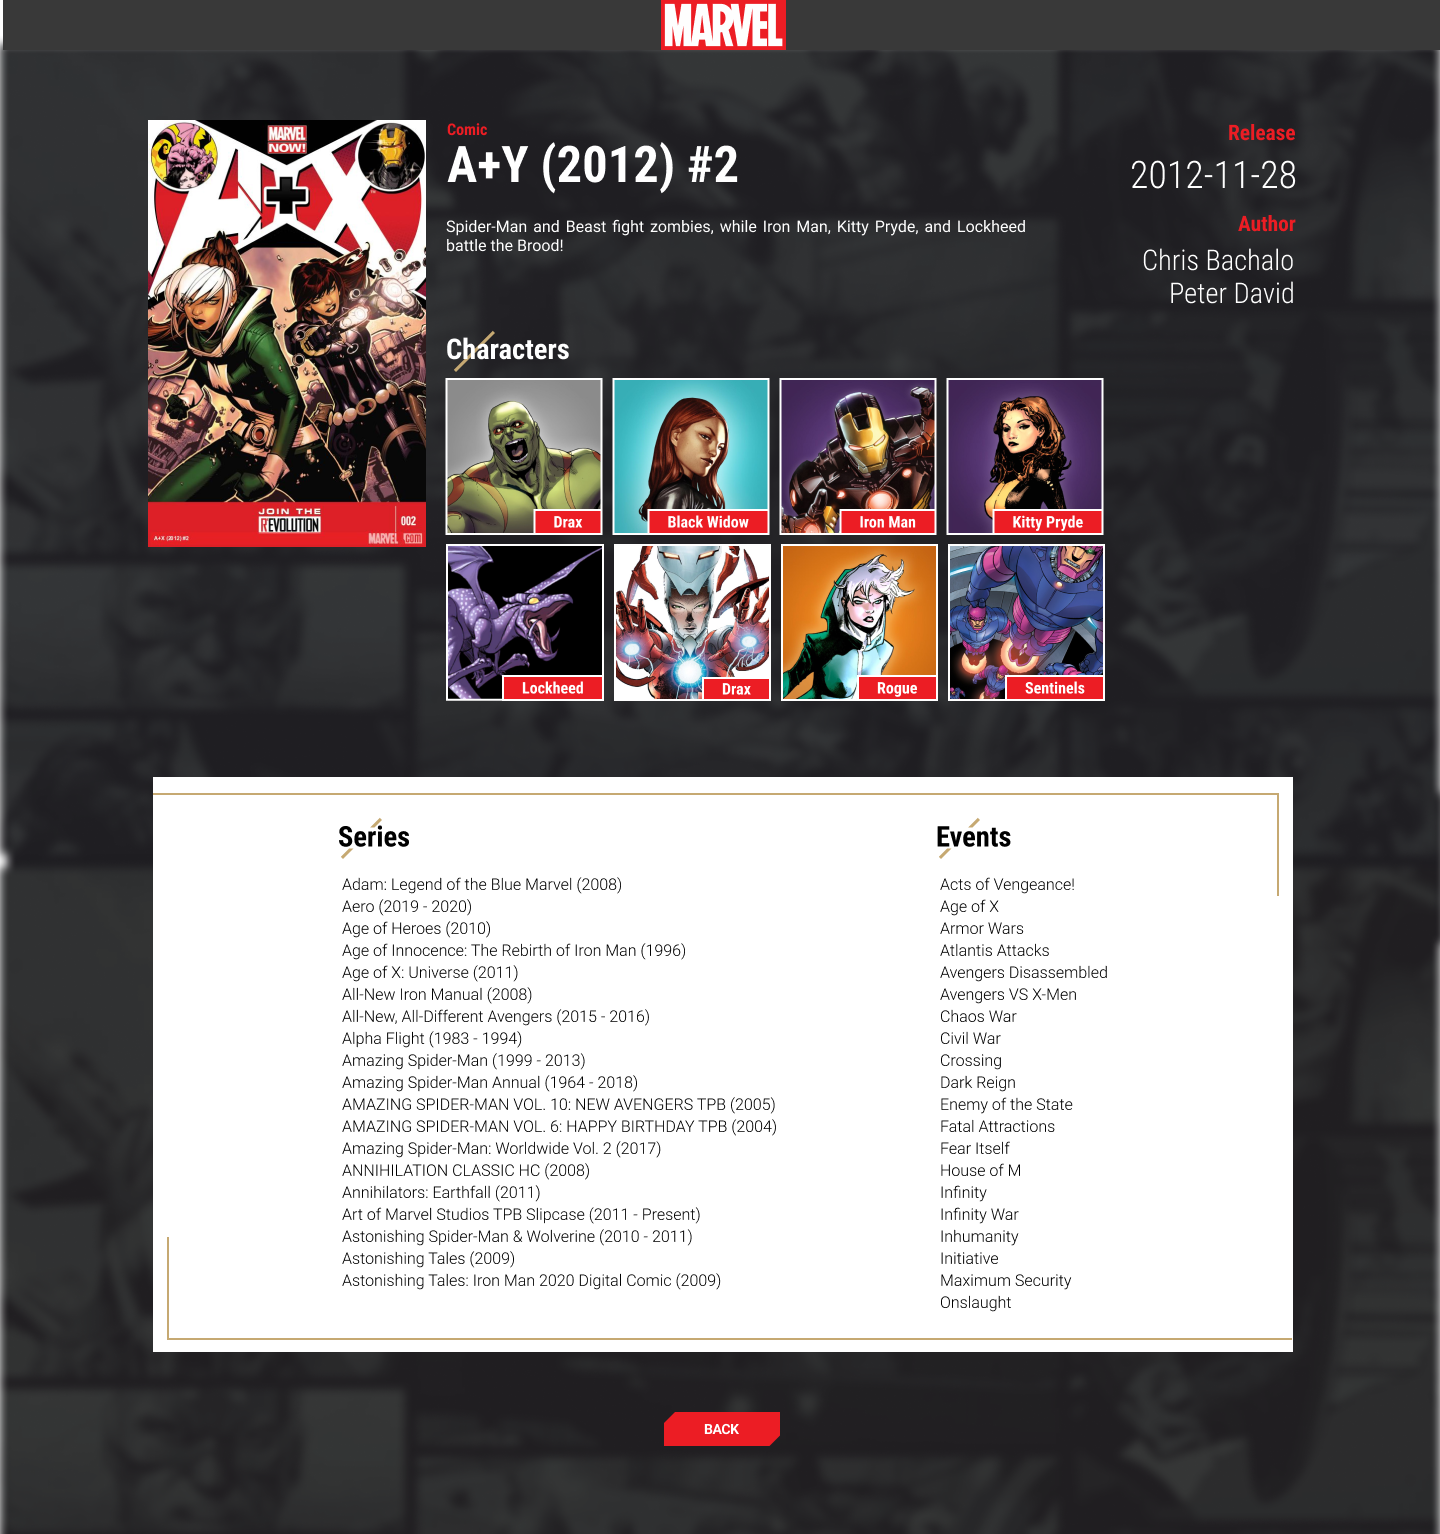 MARVEL
MARVEL
NOW!
A+X
JOIN THE
REVOLUTION
002
A+X (2012) #2
MARVEL.COM
Comic
A+Y (2012) #2
Spider-Man and Beast fight zombies, while Iron Man, Kitty Pryde, and Lockheed
battle the Brood!
Release
2012-11-28
Author
Chris Bachalo
Peter David
Characters
Drax
Black Widow
Iron Man
Kitty Pryde
Lockheed
Drax
Rogue
Sentinels
Series
Adam: Legend of the Blue Marvel (2008)
Aero (2019 - 2020)
Age of Heroes (2010)
Age of Innocence: The Rebirth of Iron Man (1996)
Age of X: Universe (2011)
All-New Iron Manual (2008)
All-New, All-Different Avengers (2015 - 2016)
Alpha Flight (1983 - 1994)
Amazing Spider-Man (1999 - 2013)
Amazing Spider-Man Annual (1964 - 2018)
AMAZING SPIDER-MAN VOL. 10: NEW AVENGERS TPB (2005)
AMAZING SPIDER-MAN VOL. 6: HAPPY BIRTHDAY TPB (2004)
Amazing Spider-Man: Worldwide Vol. 2 (2017)
ANNIHILATION CLASSIC HC (2008)
Annihilators: Earthfall (2011)
Art of Marvel Studios TPB Slipcase (2011 - Present)
Astonishing Spider-Man & Wolverine (2010 - 2011)
Astonishing Tales (2009)
Astonishing Tales: Iron Man 2020 Digital Comic (2009)
Events
Acts of Vengeance!
Age of X
Armor Wars
Atlantis Attacks
Avengers Disassembled
Avengers VS X-Men
Chaos War
Civil War
Crossing
Dark Reign
Enemy of the State
Fatal Attractions
Fear Itself
House of M
Infinity
Infinity War
Inhumanity
Initiative
Maximum Security
Onslaught
BACK